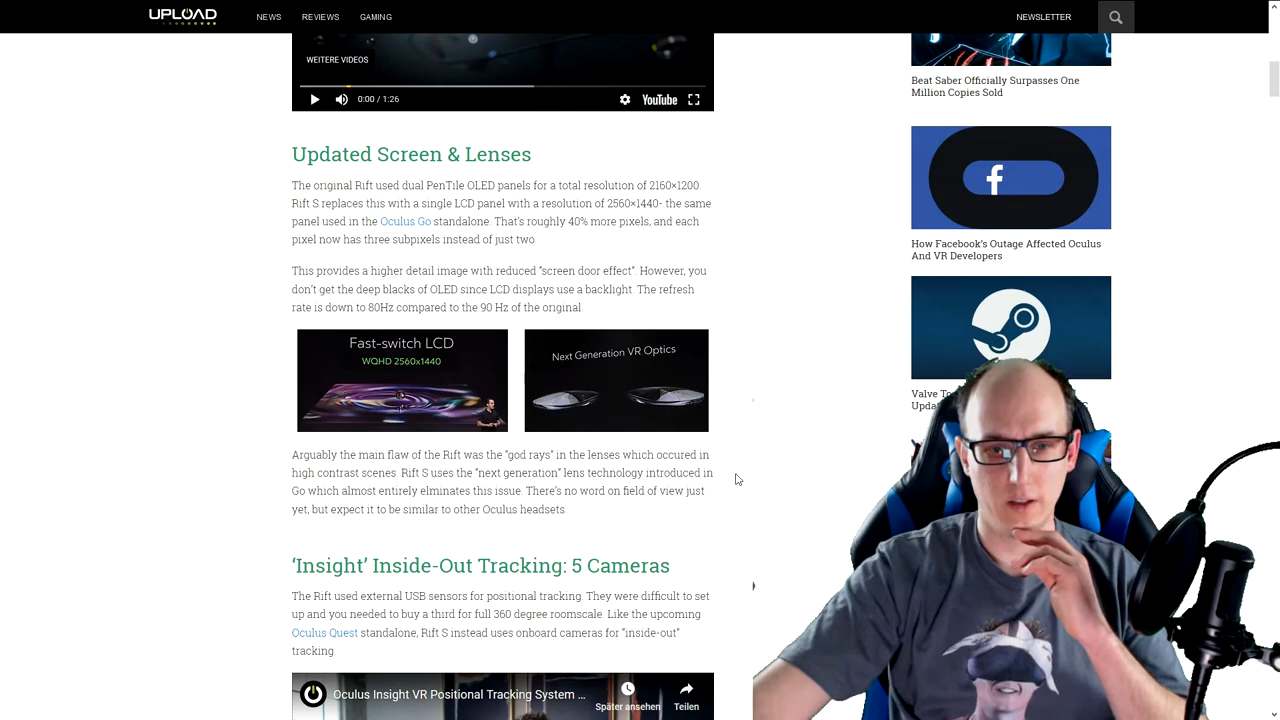 UPLOAD
NEWS REVIEWS GAMING
NEWSLETTER
WEITERE VIDEOS
0:00 / 1:26
YouTube
Updated Screen & Lenses
The original Rift used dual PenTile OLED panels for a total resolution of 2160×1200.
Rift S replaces this with a single LCD panel with a resolution of 2560×1440- the same
panel used in the Oculus Go standalone. That's roughly 40% more pixels, and each
pixel now has three subpixels instead of just two.
This provides a higher detail image with reduced "screen door effect". However, you
don't get the deep blacks of OLED since LCD displays use a backlight. The refresh
rate is down to 80Hz compared to the 90 Hz of the original.
Fast-switch LCD
WQHD 2560x1440
Next Generation VR Optics
Arguably the main flaw of the Rift was the "god rays" in the lenses which occured in
high contrast scenes. Rift S uses the "next generation" lens technology introduced in
Go which almost entirely elminates this issue. There's no word on field of view just
yet, but expect it to be similar to other Oculus headsets.
'Insight' Inside-Out Tracking: 5 Cameras
The Rift used external USB sensors for positional tracking. They were difficult to set
up and you needed to buy a third for full 360 degree roomscale. Like the upcoming
Oculus Quest standalone, Rift S instead uses onboard cameras for "inside-out"
tracking.
Oculus Insight VR Positional Tracking System ...
Später ansehen
Teilen
Beat Saber Officially Surpasses One
Million Copies Sold
How Facebook's Outage Affected Oculus
And VR Developers
Valve